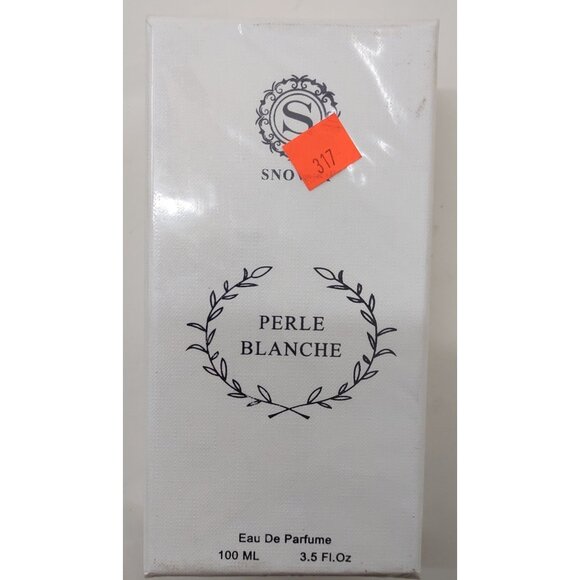 S
317
PERLE
BLANCHE
Eau De Parfume
100 ML 3.5 Fl.Oz